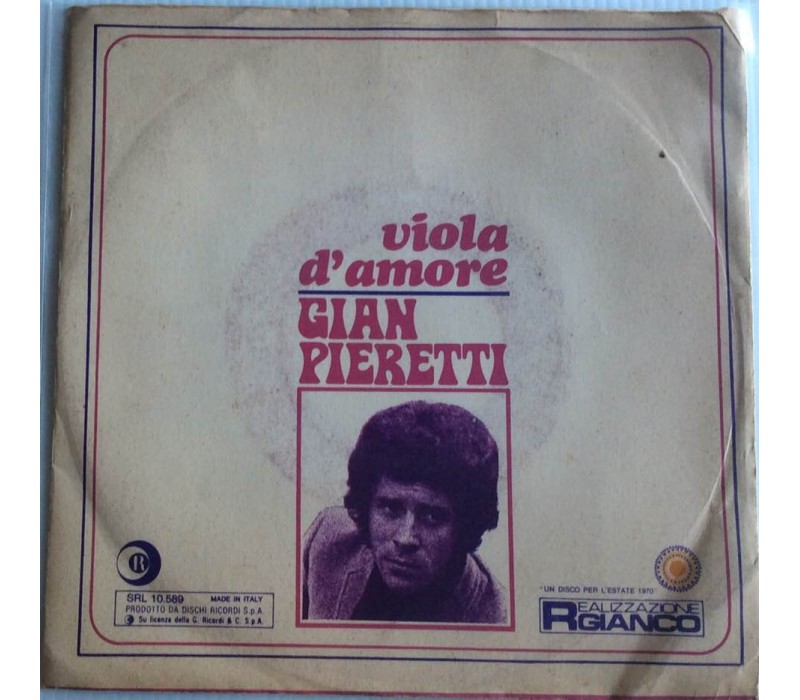 viola
d'amore
GIAN
PIERETTI
R
SRL 10.589 MADE IN ITALY
PRODOTTO DA DISCHI RICORDI S.p.A.
Su licenza della G. Ricordi & C. S.p.A.
"UN DISCO PER L'ESTATE 1970"
REALIZZAZIONE
RGIANCO